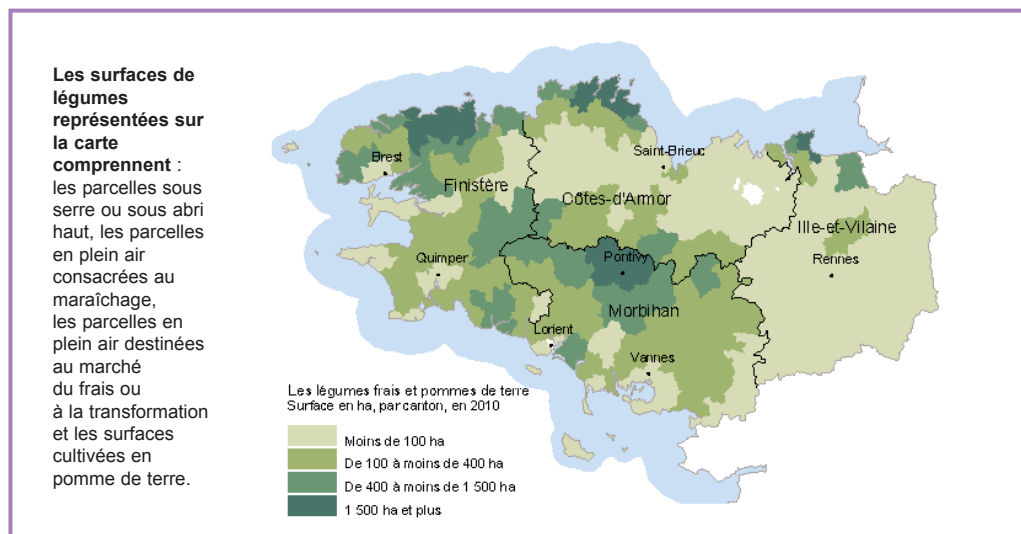 Les surfaces de
légumes
représentées sur
la carte
comprennent :
les parcelles sous
serre ou sous abri
haut, les parcelles
en plein air
consacrées au
maraîchage,
les parcelles en
plein air destinées
au marché
du frais ou
à la transformation
et les surfaces
cultivées en
pomme de terre.
Brest
Finistère
Saint-Brieuc
Côtes-d'Armor
Ille-et-Vilaine
Rennes
Quimper
Pontivy
Morbihan
Lorient
Vannes
Les légumes frais et pommes de terre
Surface en ha, par canton, en 2010
Moins de 100 ha
De 100 à moins de 400 ha
De 400 à moins de 1 500 ha
1 500 ha et plus